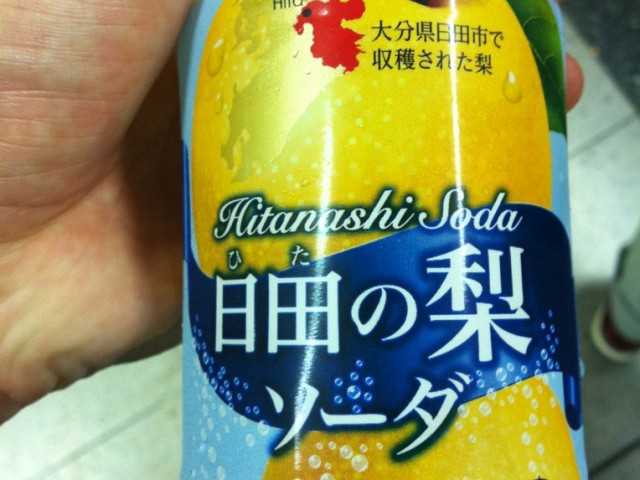 Hita
大分県日田市で
収穫された梨
Hitanashi Soda
ひた
日田の梨
ソーダ